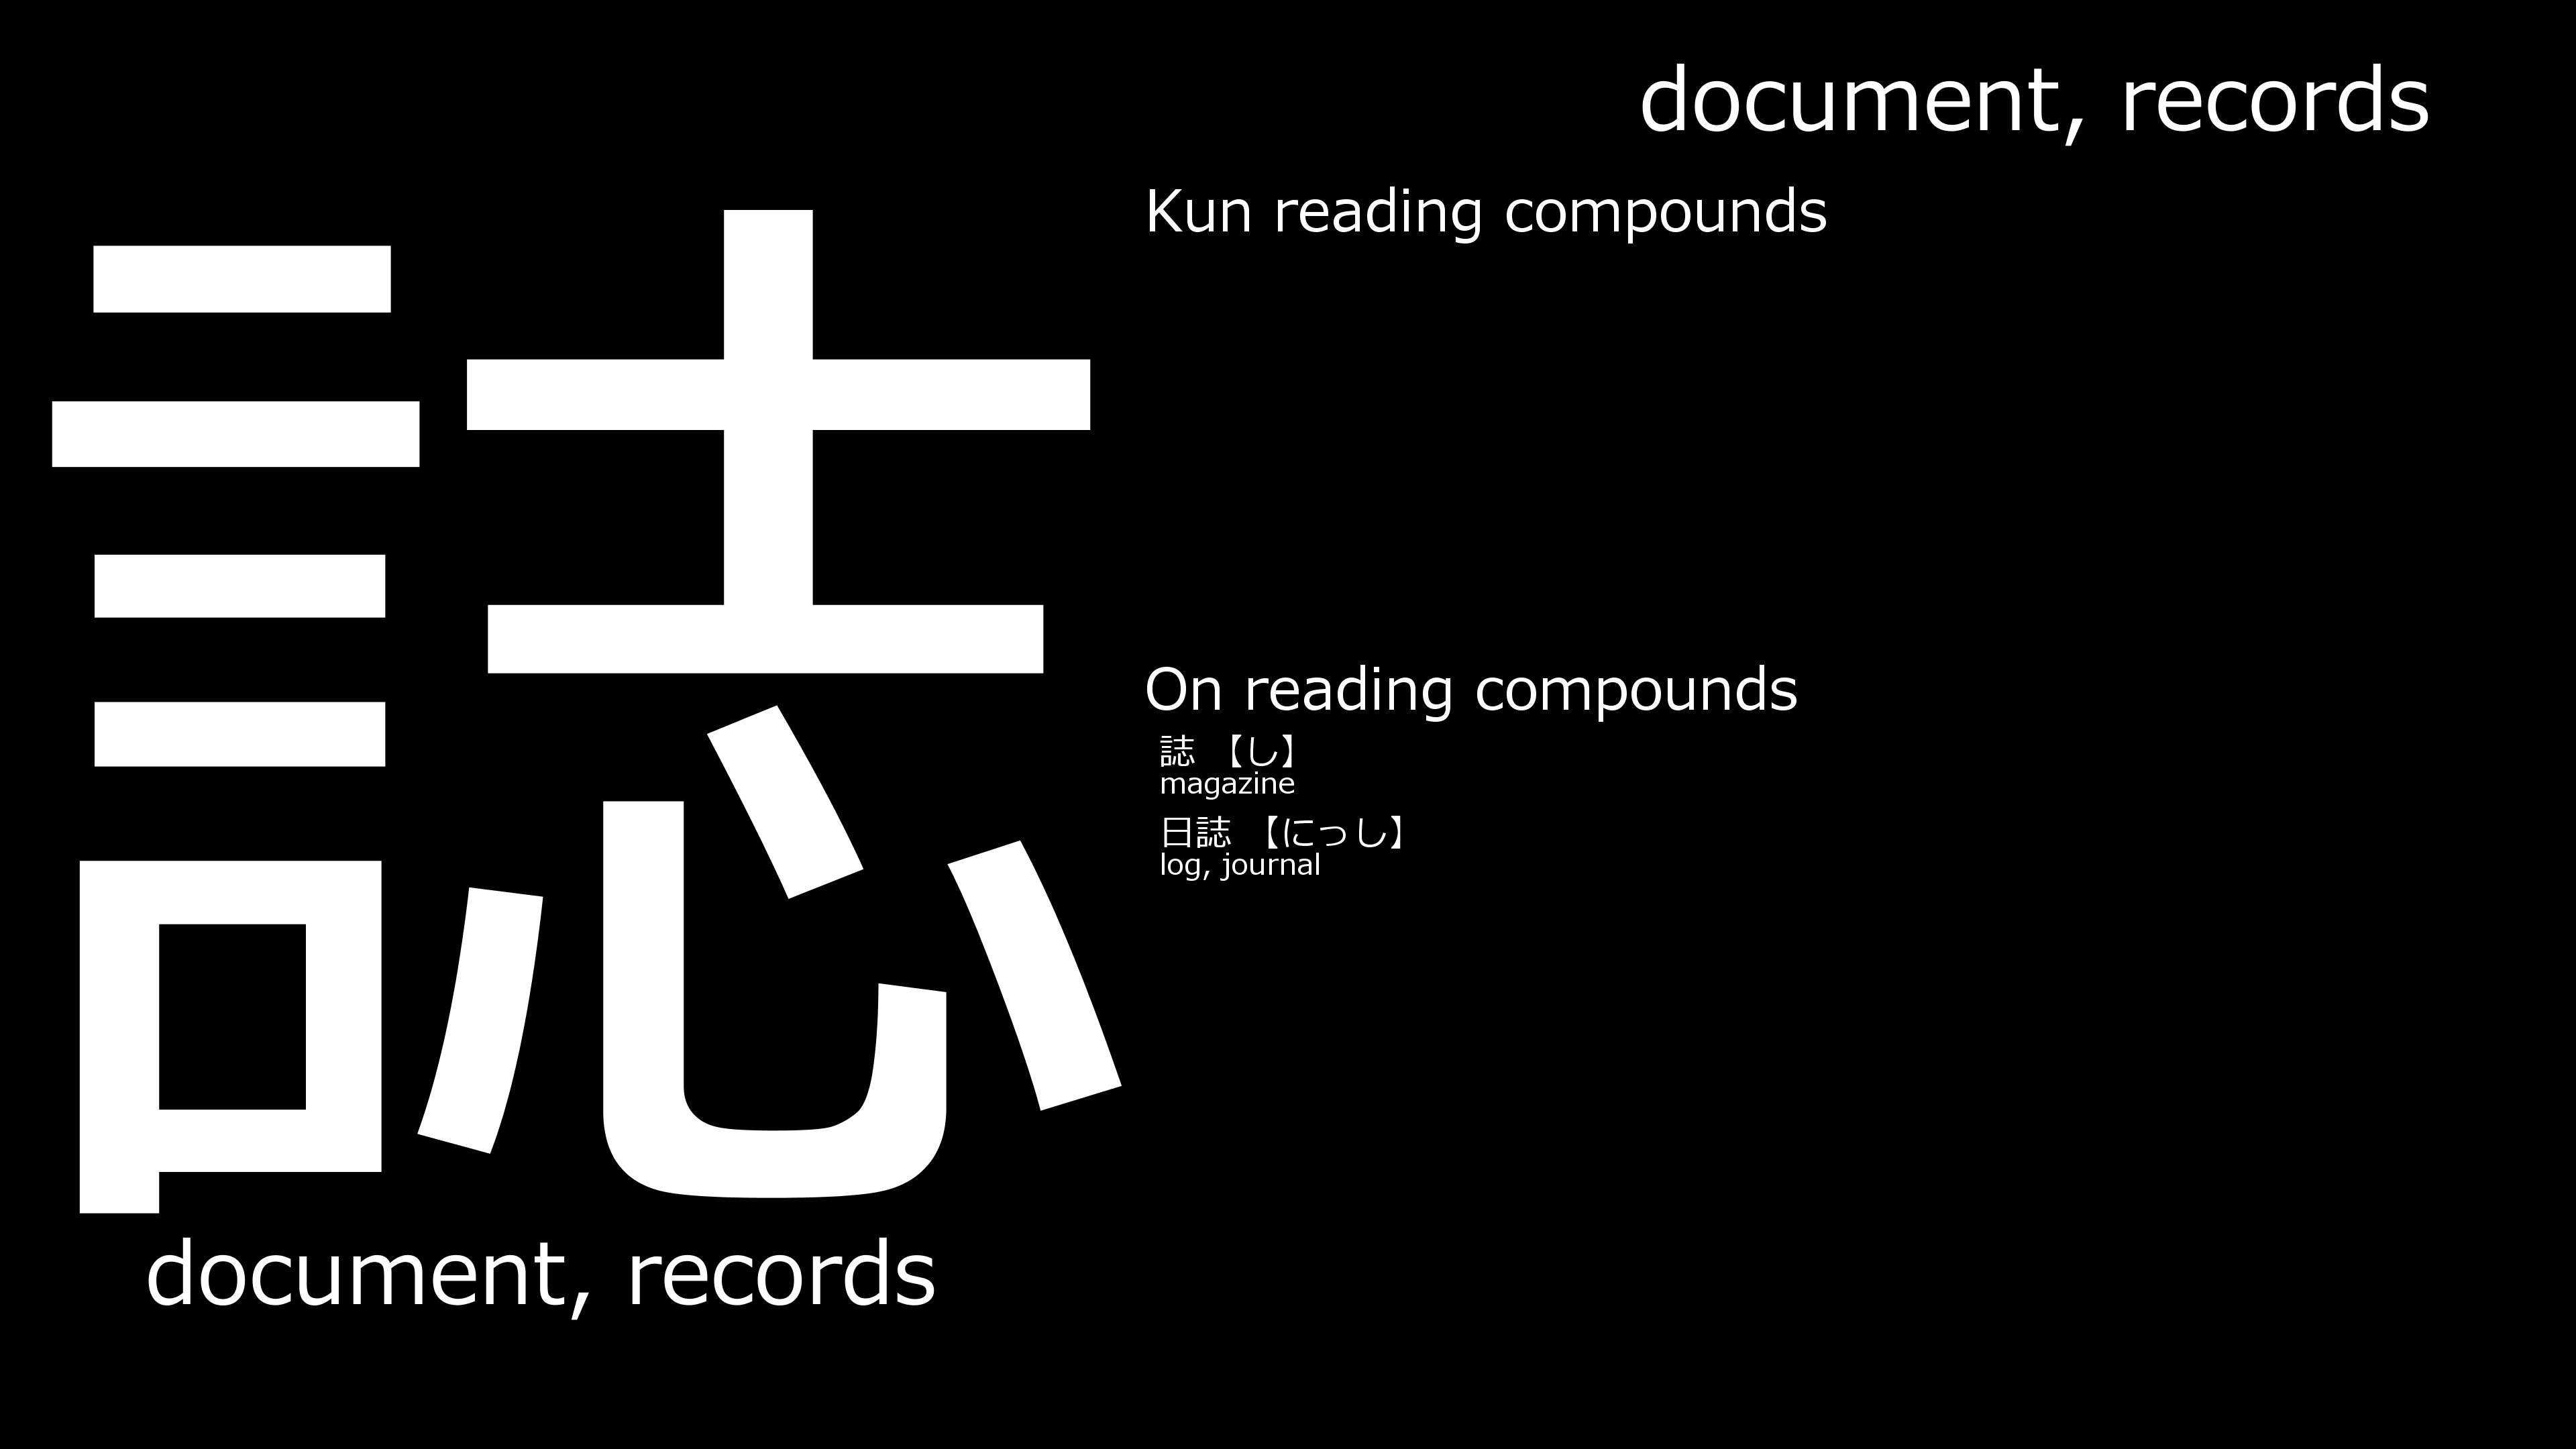 誌
document, records
document, records
Kun reading compounds
On reading compounds
誌 【し】
magazine
日誌 【にっし】
log, journal